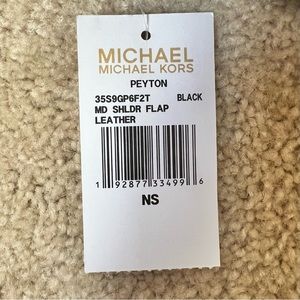 MICHAEL
MICHAEL KORS
PEYTON
35S9GP6F2T BLACK
MD SHLDR FLAP
LEATHER
1 92877 33499 6
NS